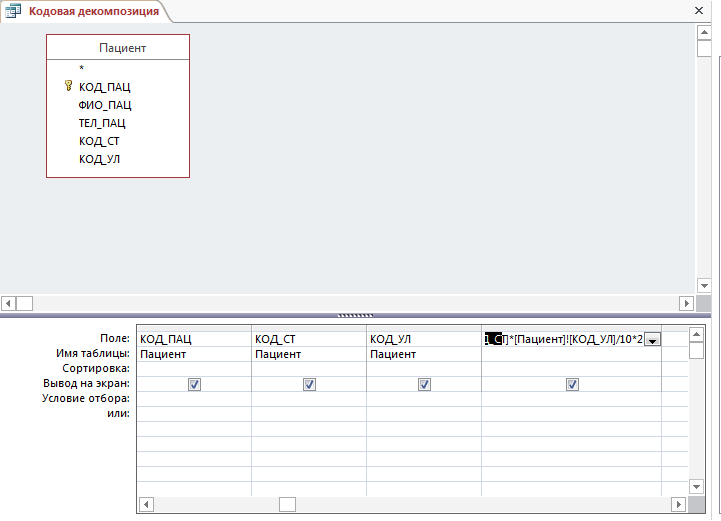 Кодовая декомпозиция
Пациент
*
КОД_ПАЦ
ФИО_ПАЦ
ТЕЛ_ПАЦ
КОД_СТ
КОД_УЛ
Поле: КОД_ПАЦ КОД_СТ КОД_УЛ Д_СТ]*[Пациент]![КОД_УЛ]/10*2
Имя таблицы: Пациент Пациент Пациент
Сортировка:
Вывод на экран:
Условие отбора:
или: